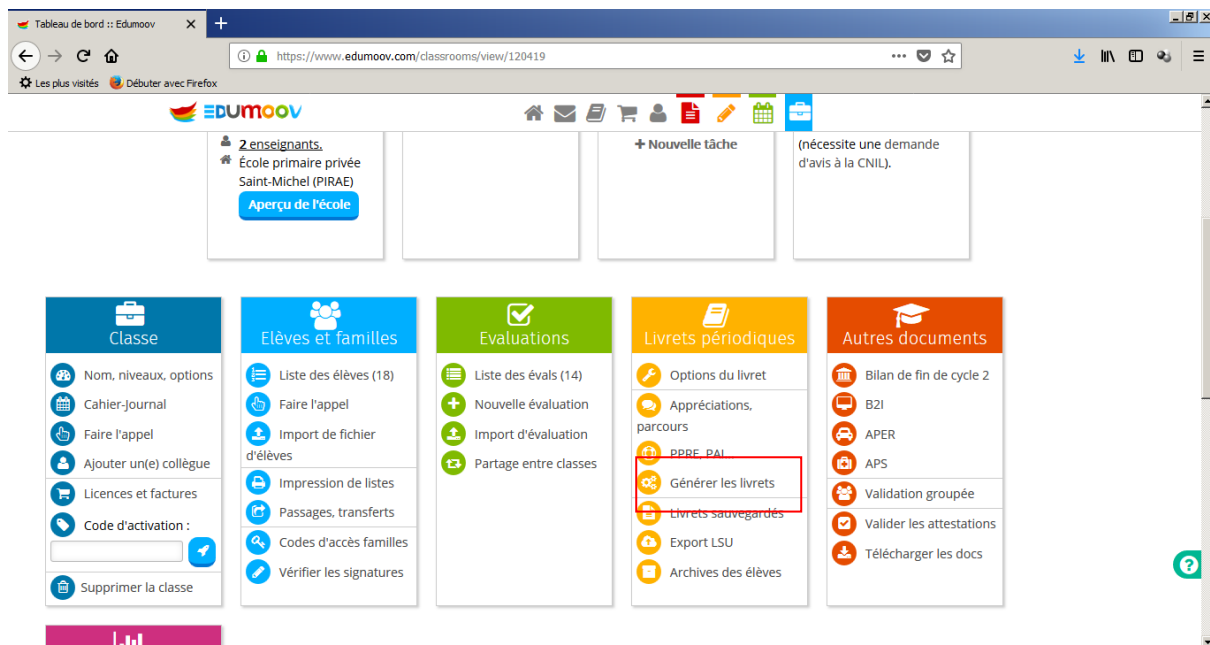 Tableau de bord :: Edumoov
https://www.edumoov.com/classrooms/view/120419
Les plus visités
Débuter avec Firefox
EDUMOOV
2 enseignants.
École primaire privée
Saint-Michel (PIRAE)
Aperçu de l'école
+ Nouvelle tâche
(nécessite une demande
d'avis à la CNIL).
Classe
Nom, niveaux, options
Cahier-Journal
Faire l'appel
Ajouter un(e) collègue
Licences et factures
Code d'activation :
Supprimer la classe
Elèves et familles
Liste des élèves (18)
Faire l'appel
Import de fichier
d'élèves
Impression de listes
Passages, transferts
Codes d'accès familles
Vérifier les signatures
Evaluations
Liste des évals (14)
Nouvelle évaluation
Import d'évaluation
Partage entre classes
Livrets périodiques
Options du livret
Appréciations,
parcours
PPRE, PAI...
Générer les livrets
Livrets sauvegardés
Export LSU
Archives des élèves
Autres documents
Bilan de fin de cycle 2
B2I
APER
APS
Validation groupée
Valider les attestations
Télécharger les docs